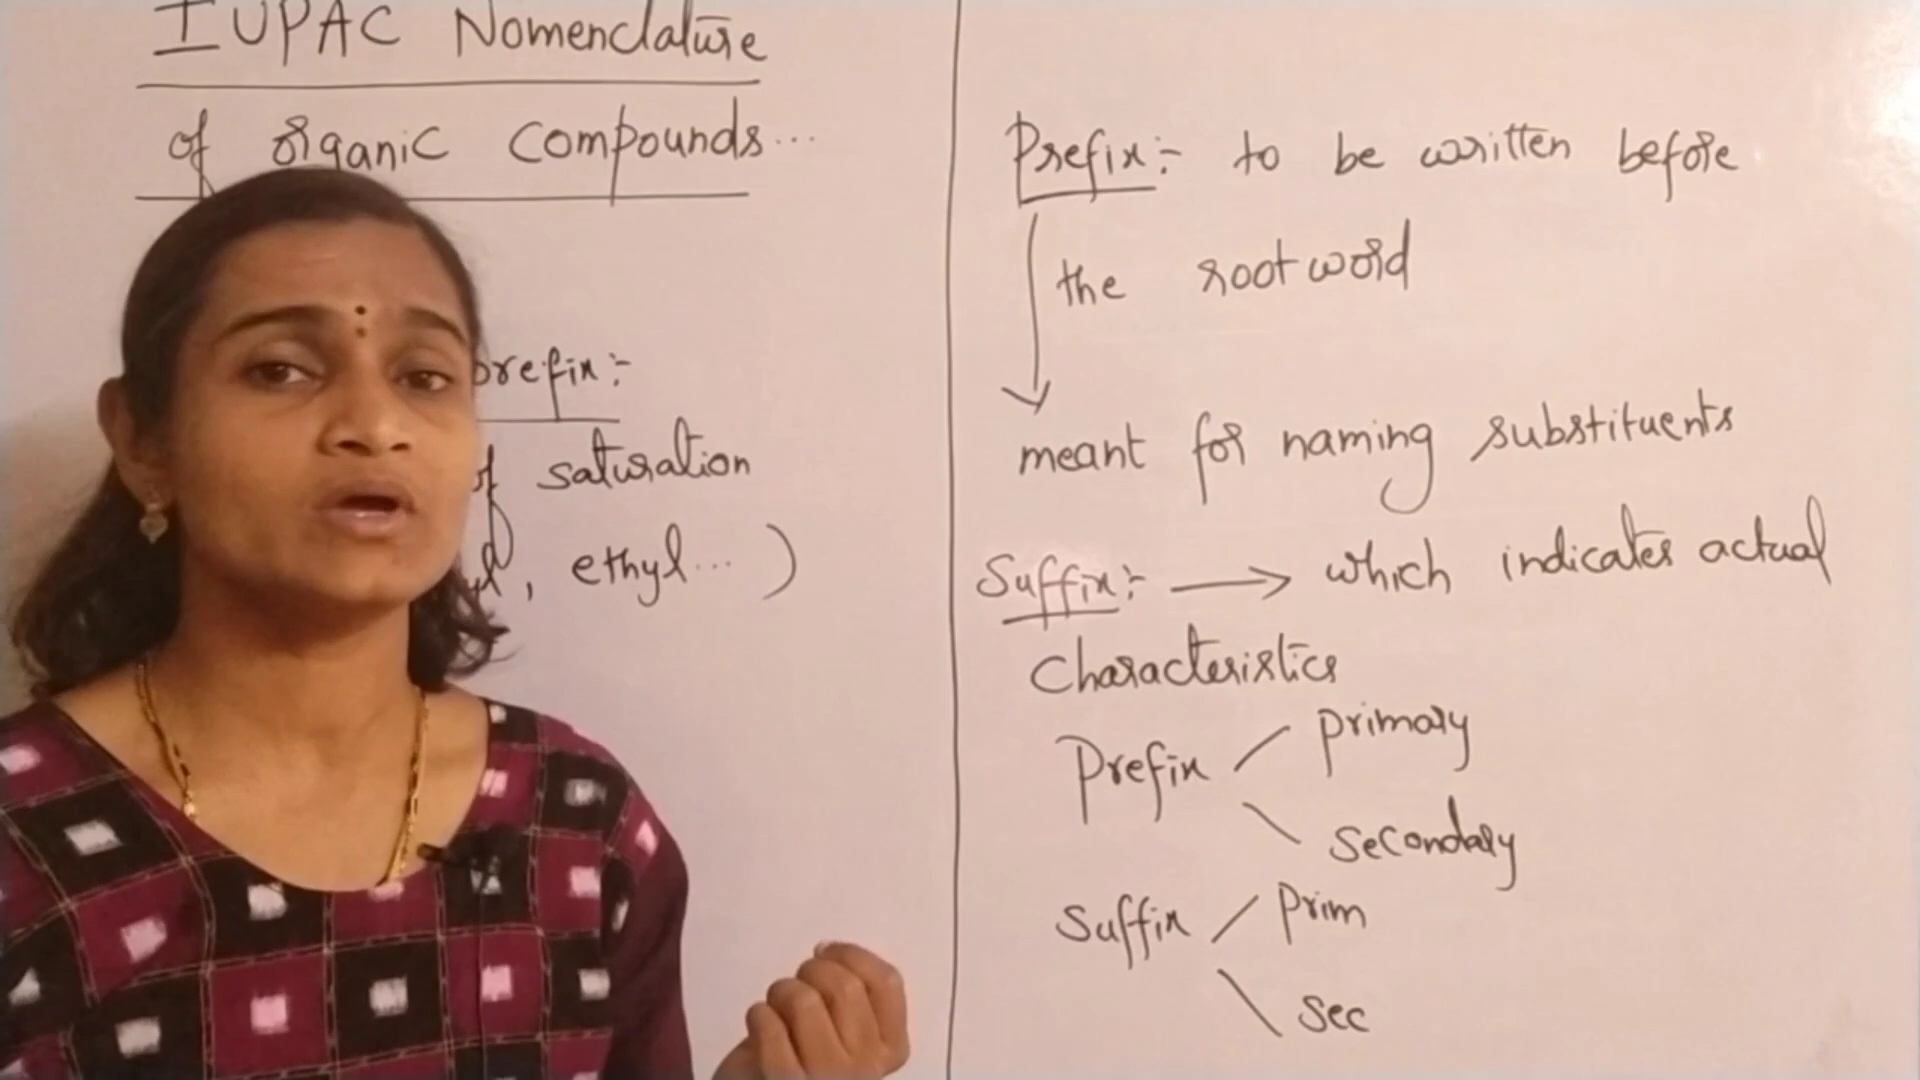 IUPAC Nomenclature
of organic compounds...
prefix:-
of saturation
, ethyl... )
Prefix:- to be written before
the root word
meant for naming substituents
Suffix:- → which indicates actual
characteristics
Prefix
primary
secondary
Suffix
Prim
Sec